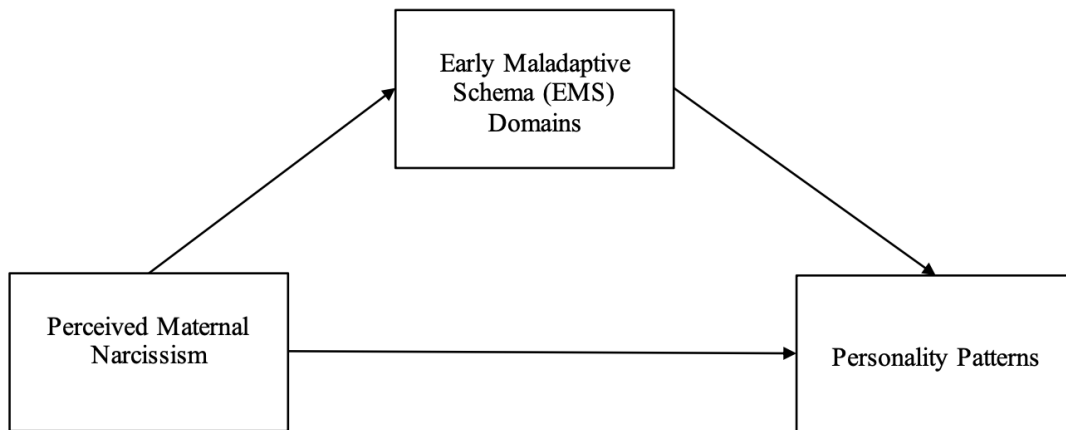 Early Maladaptive
Schema (EMS)
Domains
Perceived Maternal
Narcissism
Personality Patterns